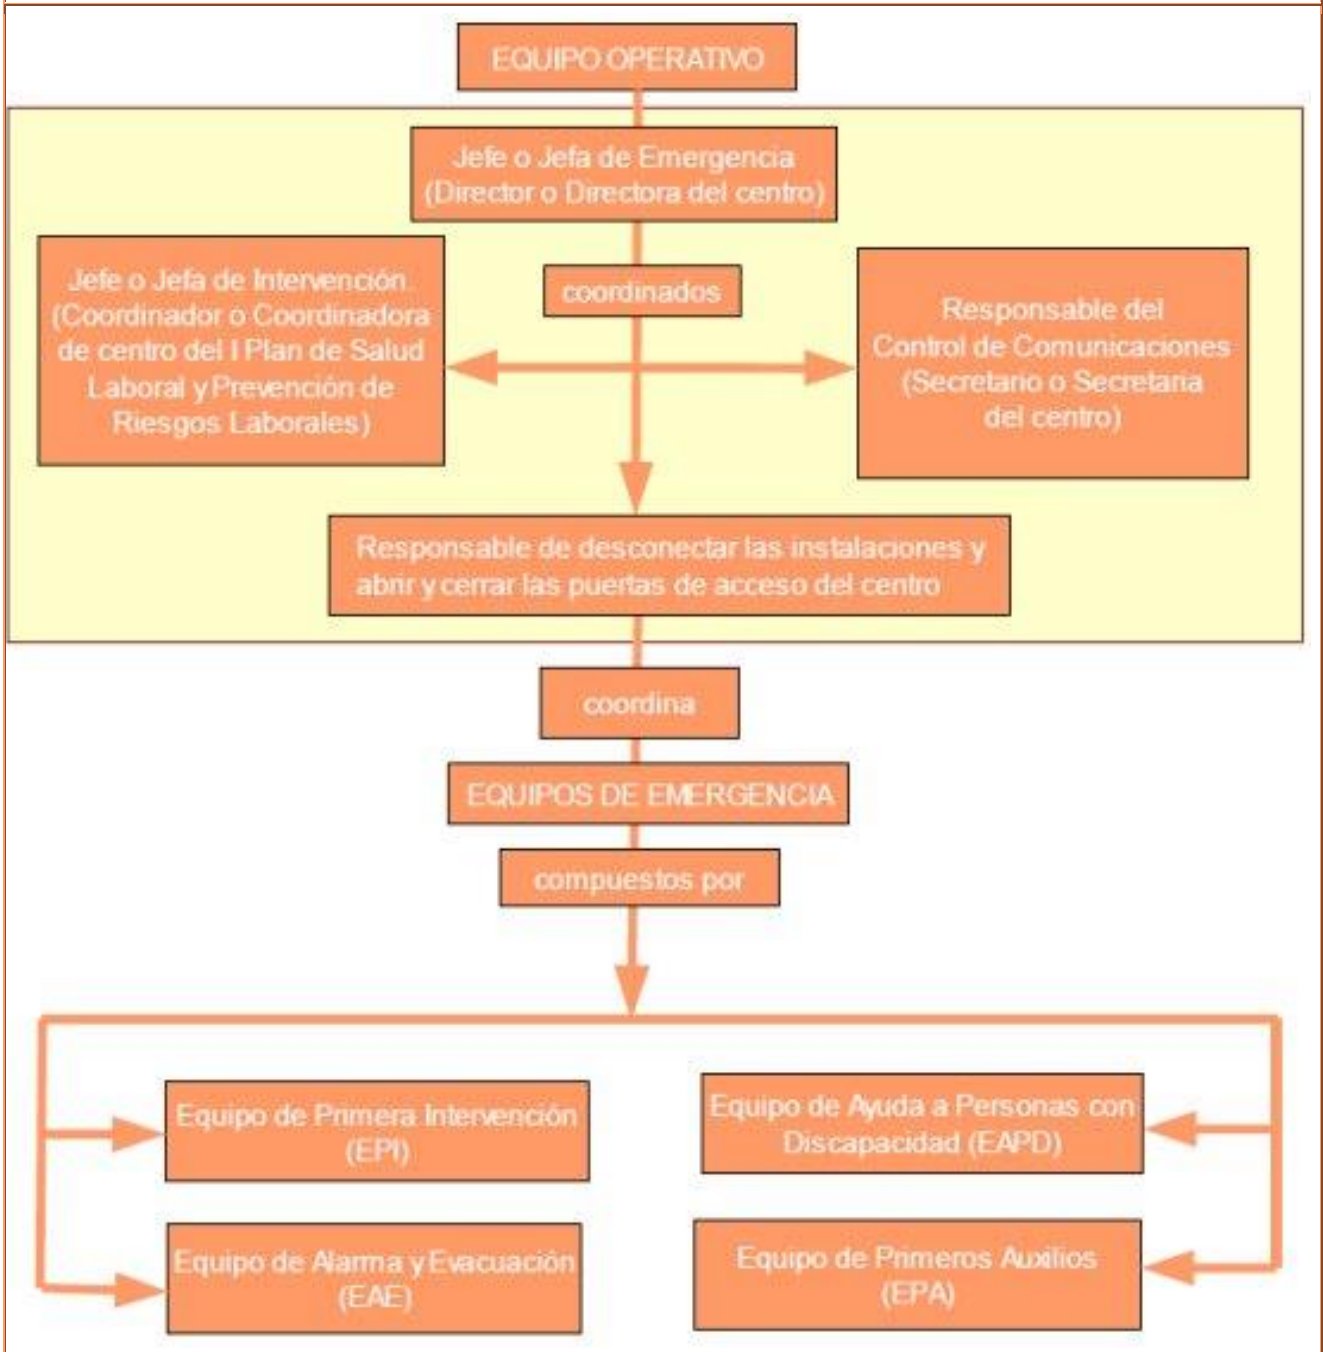 EQUIPO OPERATIVO
Jefe o Jefa de Emergencia
(Director o Directora del centro)
Jefe o Jefa de Intervención
(Coordinador o Coordinadora
de centro del I Plan de Salud
Laboral y Prevención de
Riesgos Laborales)
coordinados
Responsable del
Control de Comunicaciones
(Secretario o Secretaria
del centro)
Responsable de desconectar las instalaciones y
abrir y cerrar las puertas de acceso del centro
coordina
EQUIPOS DE EMERGENCIA
compuestos por
Equipo de Primera Intervención
(EPI)
Equipo de Ayuda a Personas con
Discapacidad (EAPD)
Equipo de Alarma y Evacuación
(EAE)
Equipo de Primeros Auxilios
(EPA)